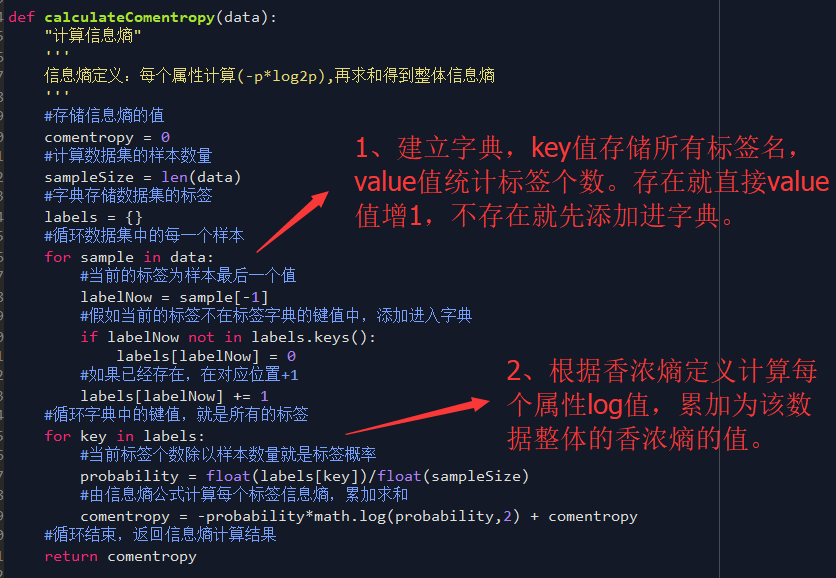 def calculateComentropy(data):
    "计算信息熵"
    '''
    信息熵定义：每个属性计算(-p*log2p),再求和得到整体信息熵
    '''
    #存储信息熵的值
    comentropy = 0
    #计算数据集的样本数量
    sampleSize = len(data)
    #字典存储数据集的标签
    labels = {}
    #循环数据集中的每一个样本
    for sample in data:
        #当前的标签为样本最后一个值
        labelNow = sample[-1]
        #假如当前的标签不在标签字典的键值中，添加进入字典
        if labelNow not in labels.keys():
            labels[labelNow] = 0
        #如果已经存在，在对应位置+1
        labels[labelNow] += 1
    #循环字典中的键值，就是所有的标签
    for key in labels:
        #当前标签个数除以样本数量就是标签概率
        probability = float(labels[key])/float(sampleSize)
        #由信息熵公式计算每个标签信息熵，累加求和
        comentropy = -probability*math.log(probability,2) + comentropy
    #循环结束，返回信息熵计算结果
    return comentropy
1、建立字典，key值存储所有标签名，
value值统计标签个数。存在就直接value
值增1，不存在就先添加进字典。
2、根据香浓熵定义计算每
个属性log值，累加为该数
据整体的香浓熵的值。